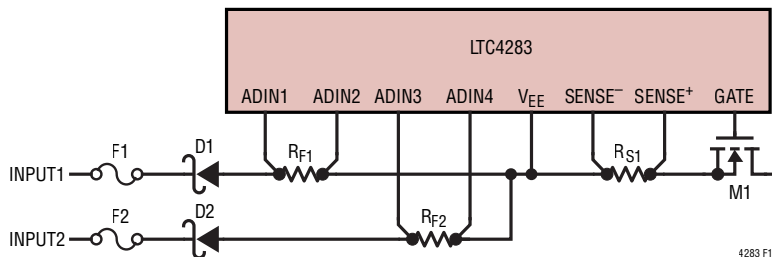 LTC4283
ADIN1 ADIN2 ADIN3 ADIN4 VEE SENSE– SENSE+ GATE
INPUT1 F1 D1 RF1 RS1 M1
INPUT2 F2 D2 RF2
4283 F1